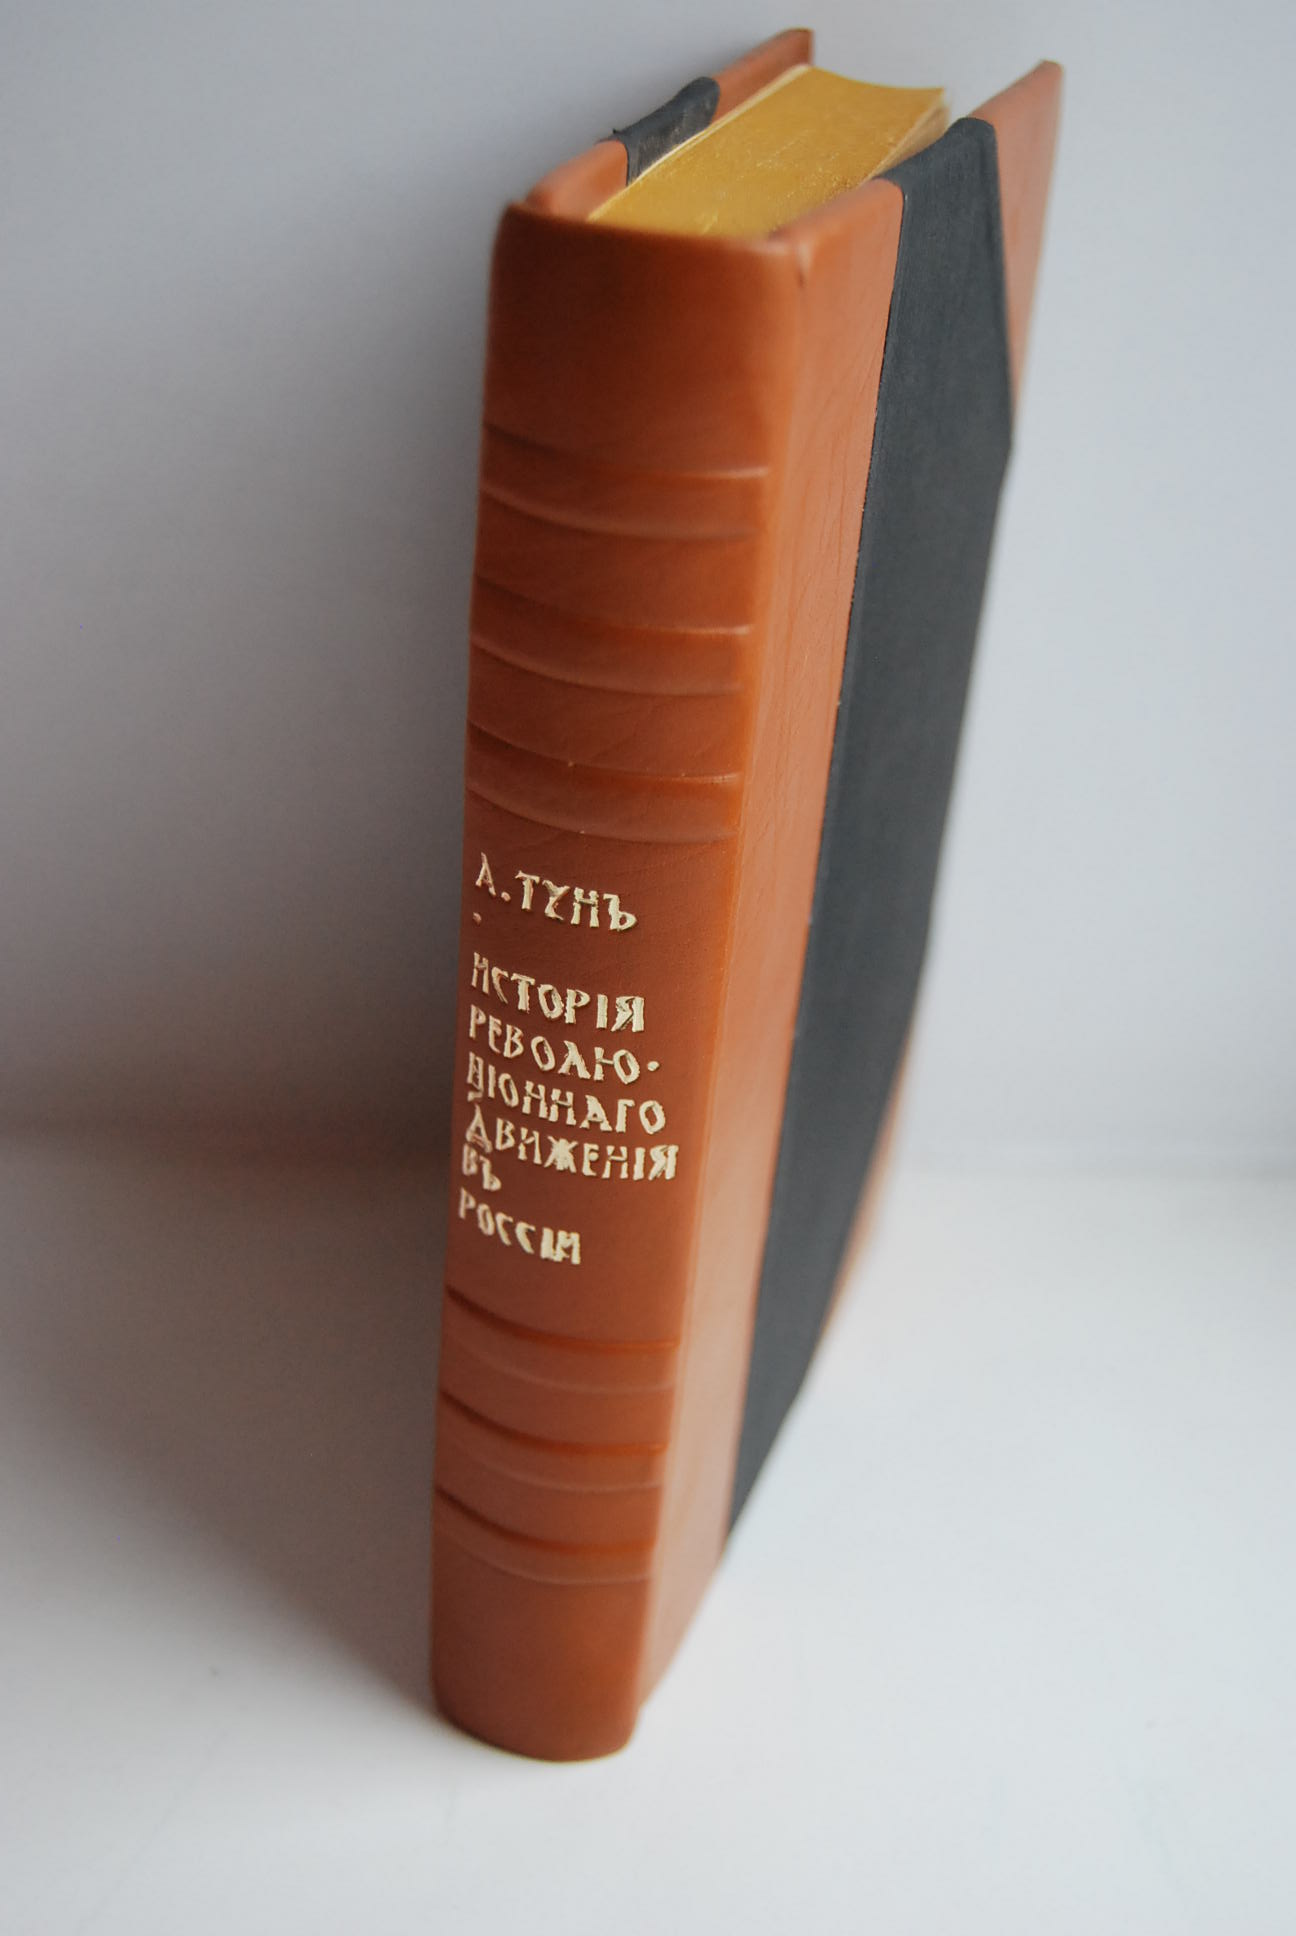 А. ТУНЪ
ИСТОРІЯ
РЕВОЛЮ-
ЦІОННАГО
ДВИЖЕНІЯ
ВЪ
РОССІИ